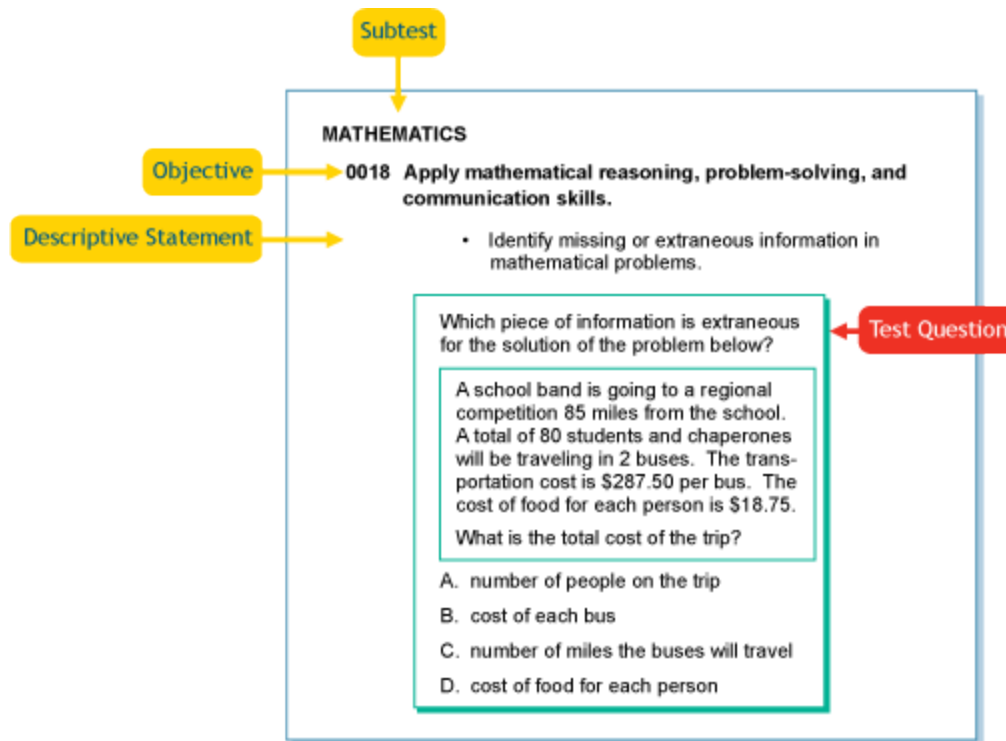 Subtest
MATHEMATICS
Objective
0018 Apply mathematical reasoning, problem-solving, and
communication skills.
Descriptive Statement
• Identify missing or extraneous information in
mathematical problems.
Which piece of information is extraneous
for the solution of the problem below?
Test Question
A school band is going to a regional
competition 85 miles from the school.
A total of 80 students and chaperones
will be traveling in 2 buses. The trans-
portation cost is $287.50 per bus. The
cost of food for each person is $18.75.
What is the total cost of the trip?
A. number of people on the trip
B. cost of each bus
C. number of miles the buses will travel
D. cost of food for each person